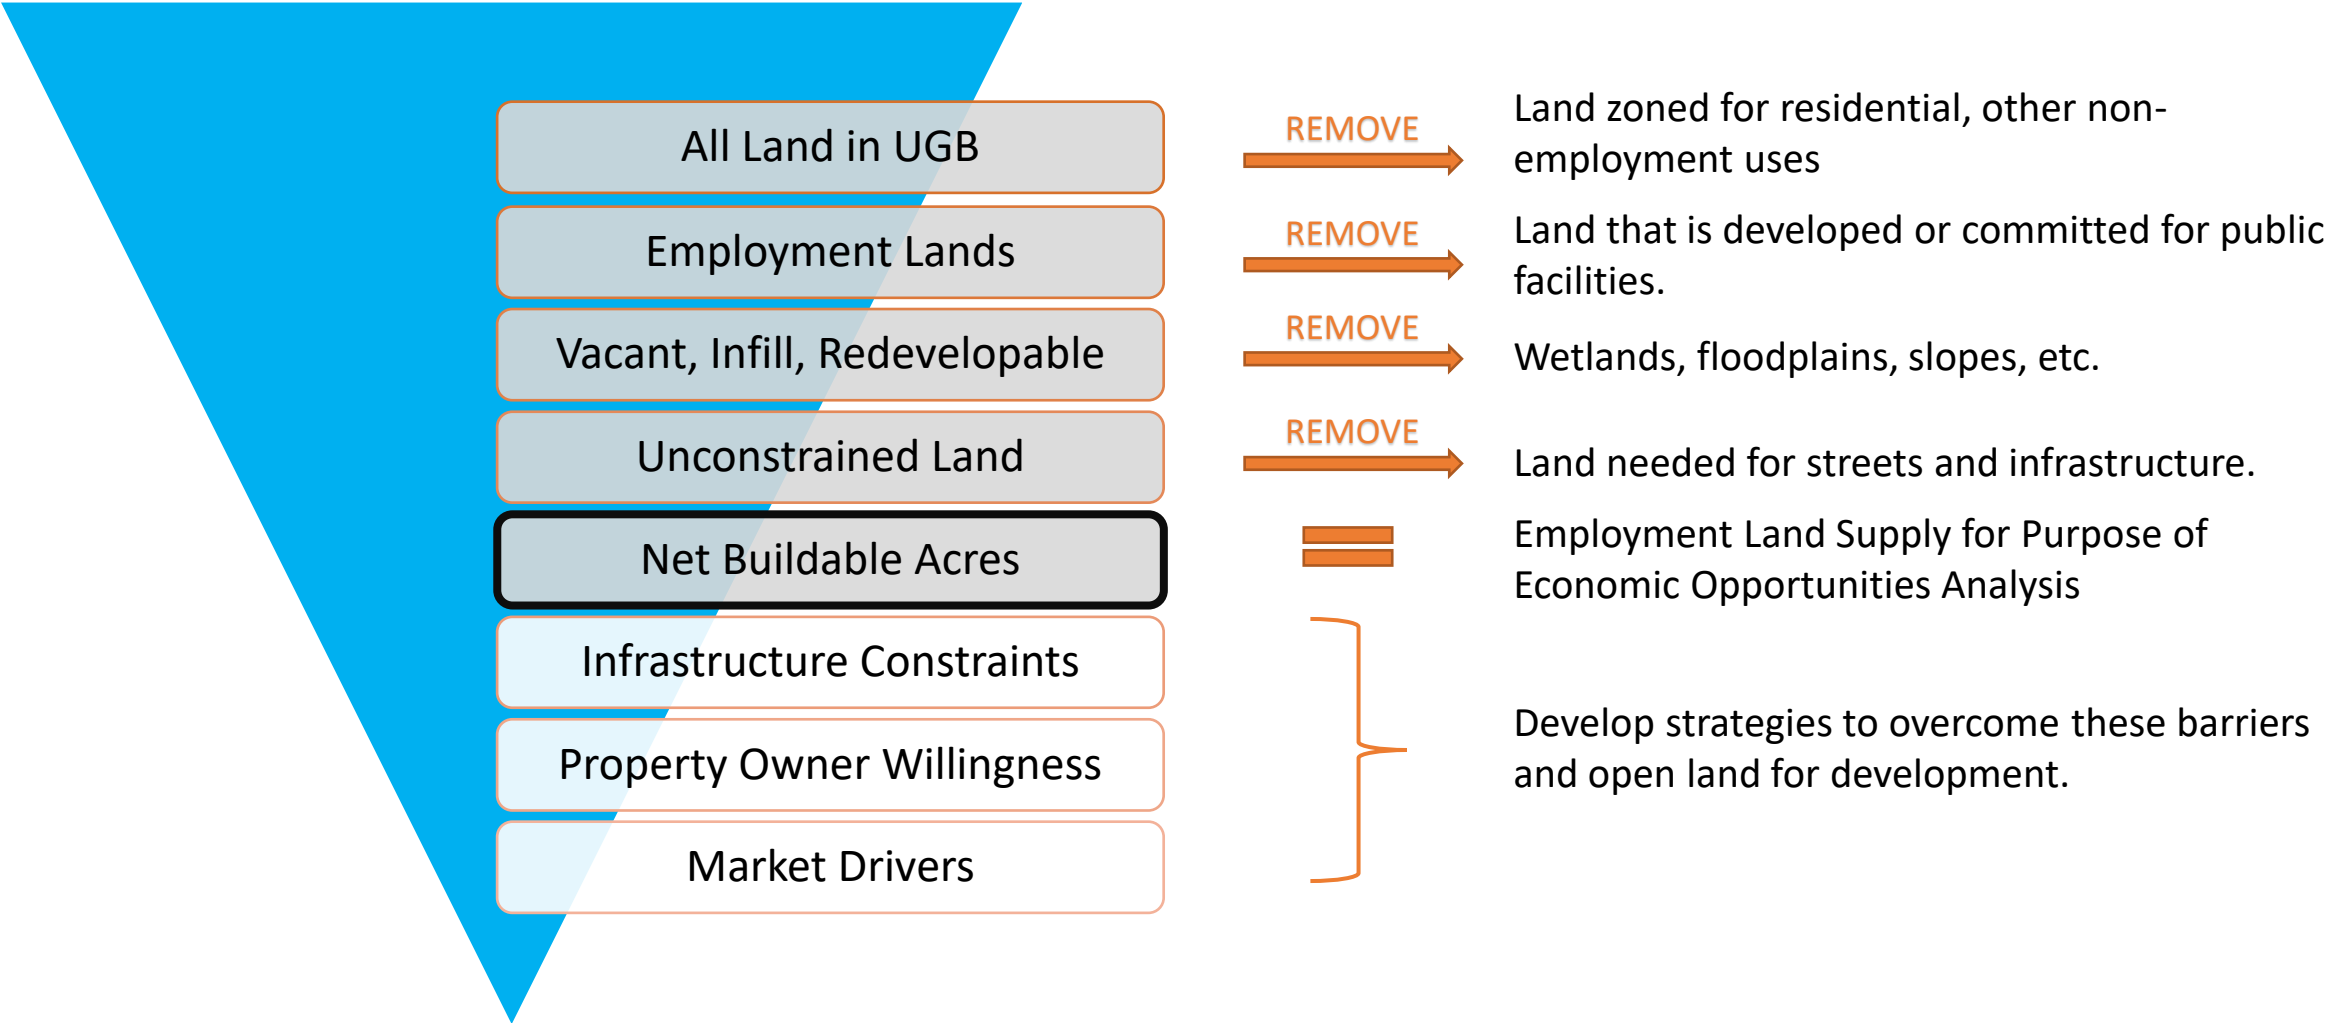 All Land in UGB
REMOVE
Land zoned for residential, other non-
employment uses
Employment Lands
REMOVE
Land that is developed or committed for public
facilities.
Vacant, Infill, Redevelopable
REMOVE
Wetlands, floodplains, slopes, etc.
Unconstrained Land
REMOVE
Land needed for streets and infrastructure.
Net Buildable Acres
Employment Land Supply for Purpose of
Economic Opportunities Analysis
Infrastructure Constraints
Property Owner Willingness
Market Drivers
Develop strategies to overcome these barriers
and open land for development.